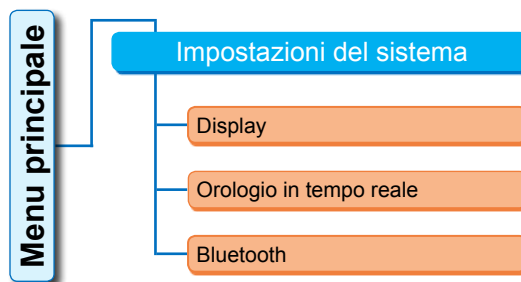 Menu principale
Impostazioni del sistema
Display
Orologio in tempo reale
Bluetooth